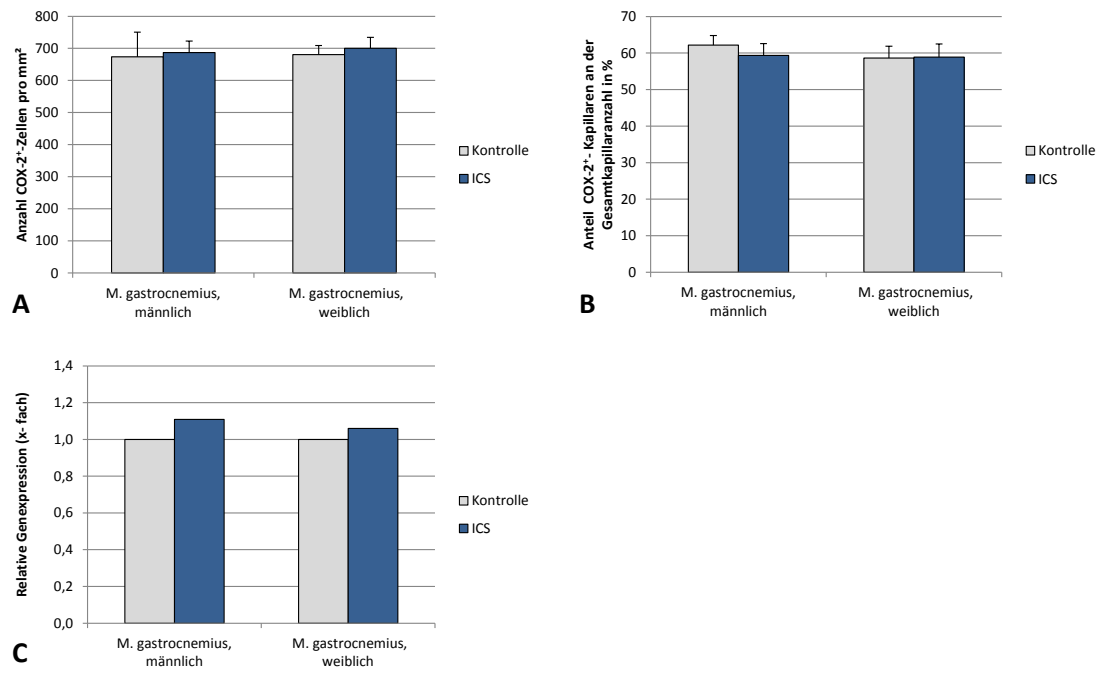 800
700
600
500
400
300
200
100
0
Anzahl COX-2⁺-Zellen pro mm²
M. gastrocnemius,
männlich
M. gastrocnemius,
weiblich
Kontrolle
ICS
A
70
60
50
40
30
20
10
0
Anteil COX-2⁺- Kapillaren an der
Gesamtkapillaranzahl in %
M. gastrocnemius,
männlich
M. gastrocnemius,
weiblich
Kontrolle
ICS
B
1,4
1,2
1,0
0,8
0,6
0,4
0,2
0,0
Relative Genexpression (x- fach)
M. gastrocnemius,
männlich
M. gastrocnemius,
weiblich
Kontrolle
ICS
C